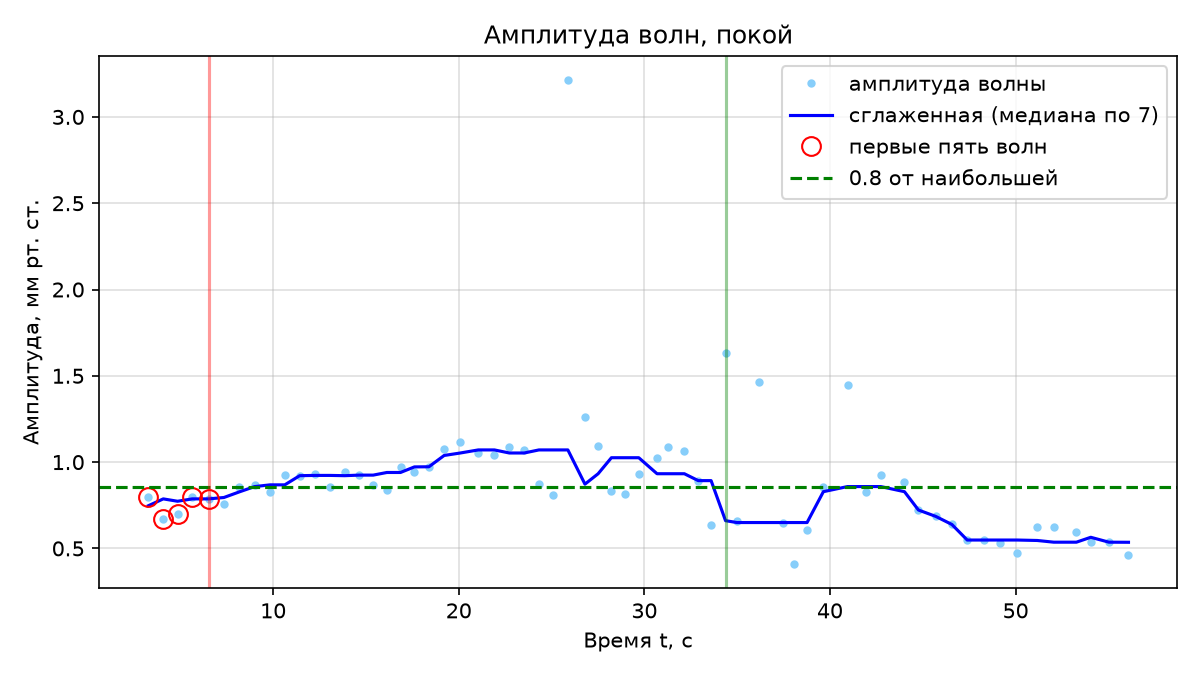 Амплитуда волн, покой
амплитуда волны
сглаженная (медиана по 7)
первые пять волн
0.8 от наибольшей
Амплитуда, мм рт. ст.
3.0
2.5
2.0
1.5
1.0
0.5
10 20 30 40 50
Время t, с